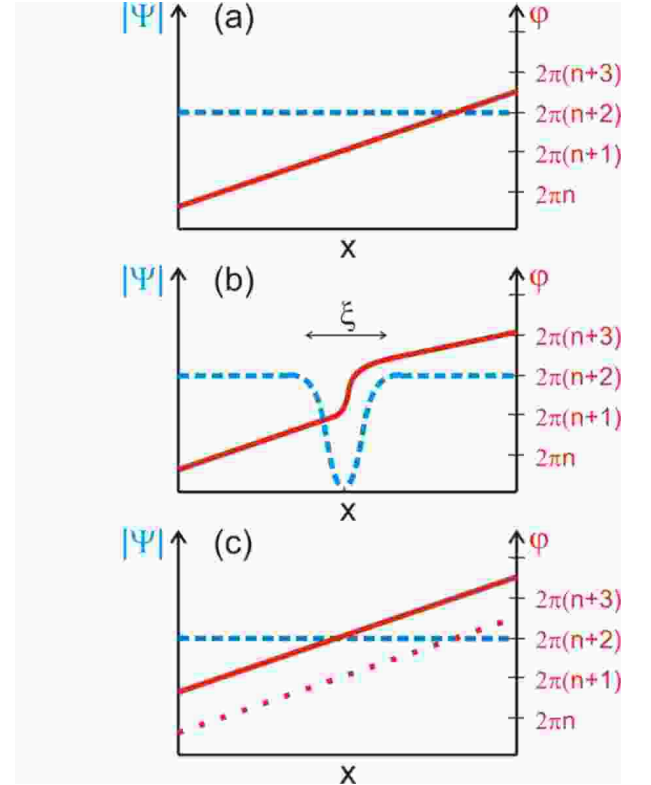 |Ψ| (a) φ
2π(n+3)
2π(n+2)
2π(n+1)
2πn
x
|Ψ| (b) φ
ξ
2π(n+3)
2π(n+2)
2π(n+1)
2πn
x
|Ψ| (c) φ
2π(n+3)
2π(n+2)
2π(n+1)
2πn
x